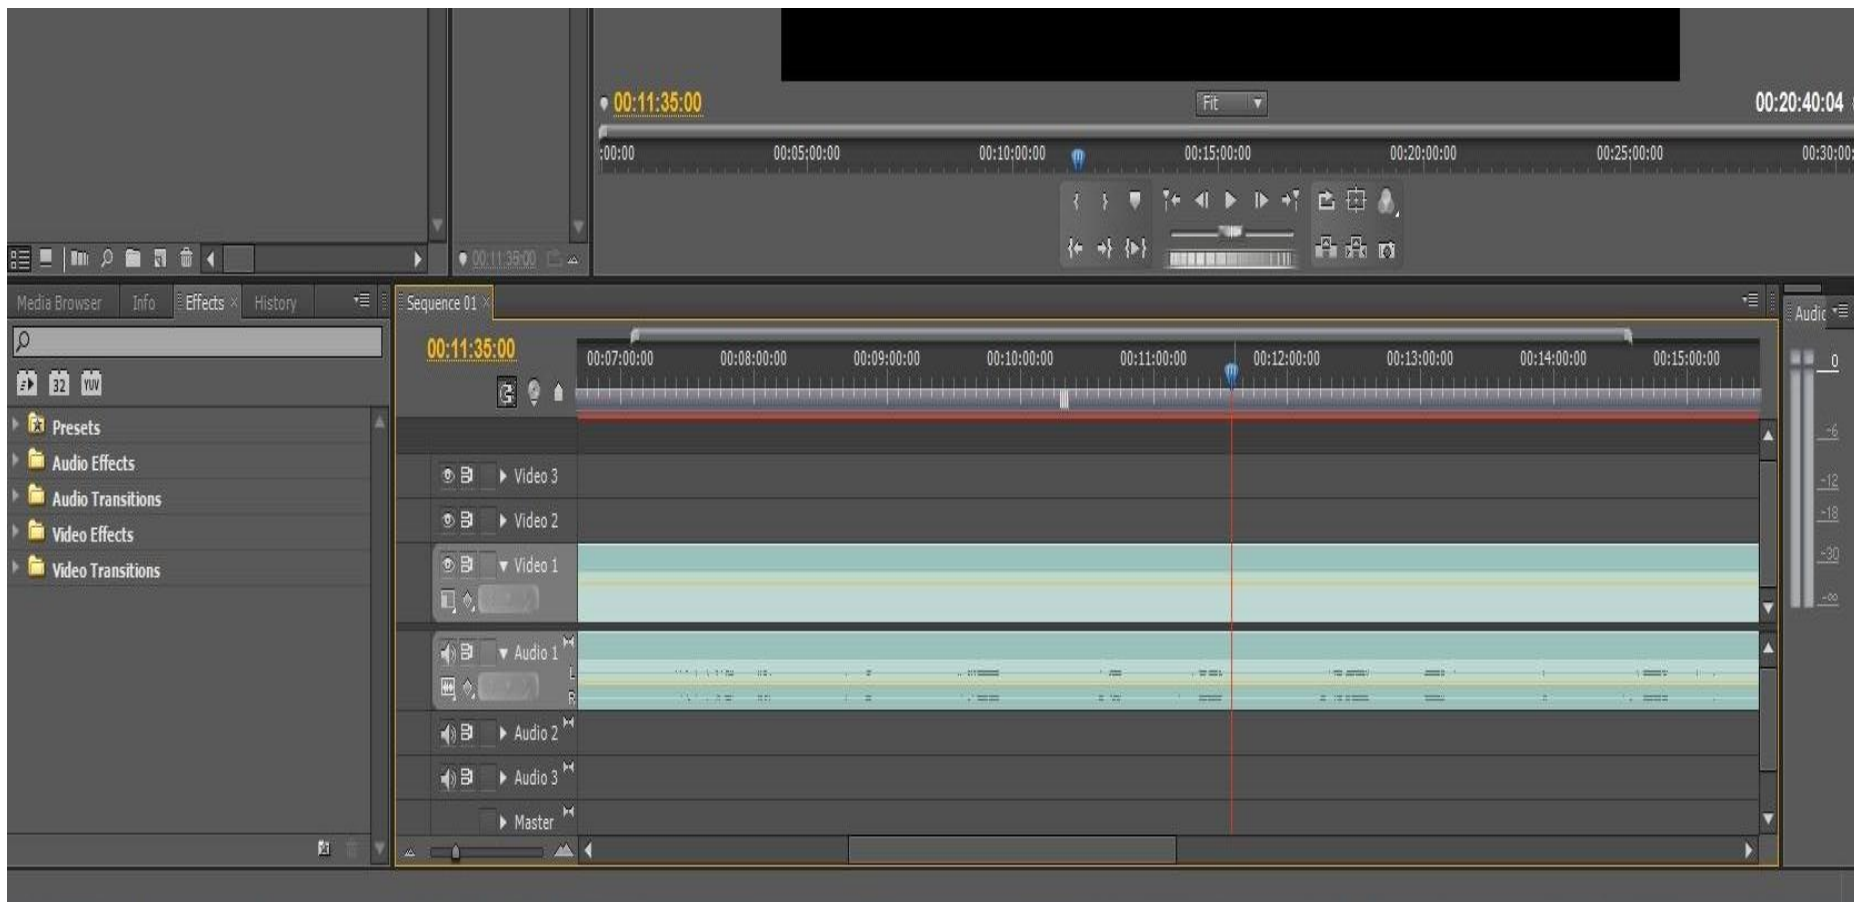 00:11:35:00 Fit 00:20:40:04
:00:00 00:05:00:00 00:10:00:00 00:15:00:00 00:20:00:00 00:25:00:00 00:30:00:
00:11:35:00
Media Browser Info Effects × History
32 YUV
Presets
Audio Effects
Audio Transitions
Video Effects
Video Transitions
Sequence 01 ×
00:11:35:00
00:07:00:00 00:08:00:00 00:09:00:00 00:10:00:00 00:11:00:00 00:12:00:00 00:13:00:00 00:14:00:00 00:15:00:00
Video 3
Video 2
Video 1
Audio 1
L
R
Audio 2
Audio 3
Master
Audio
0
-6
-12
-18
-30
-∞